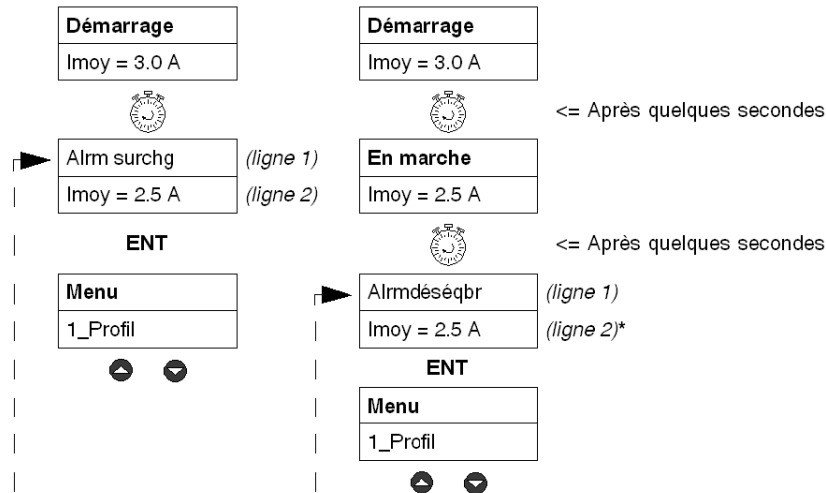 Démarrage
Imoy = 3.0 A
Alrm surchg (ligne 1)
Imoy = 2.5 A (ligne 2)
ENT
Menu
1_Profil
Démarrage
Imoy = 3.0 A
<= Après quelques secondes
En marche
Imoy = 2.5 A
<= Après quelques secondes
Alrmdéséqbr (ligne 1)
Imoy = 2.5 A (ligne 2)*
ENT
Menu
1_Profil